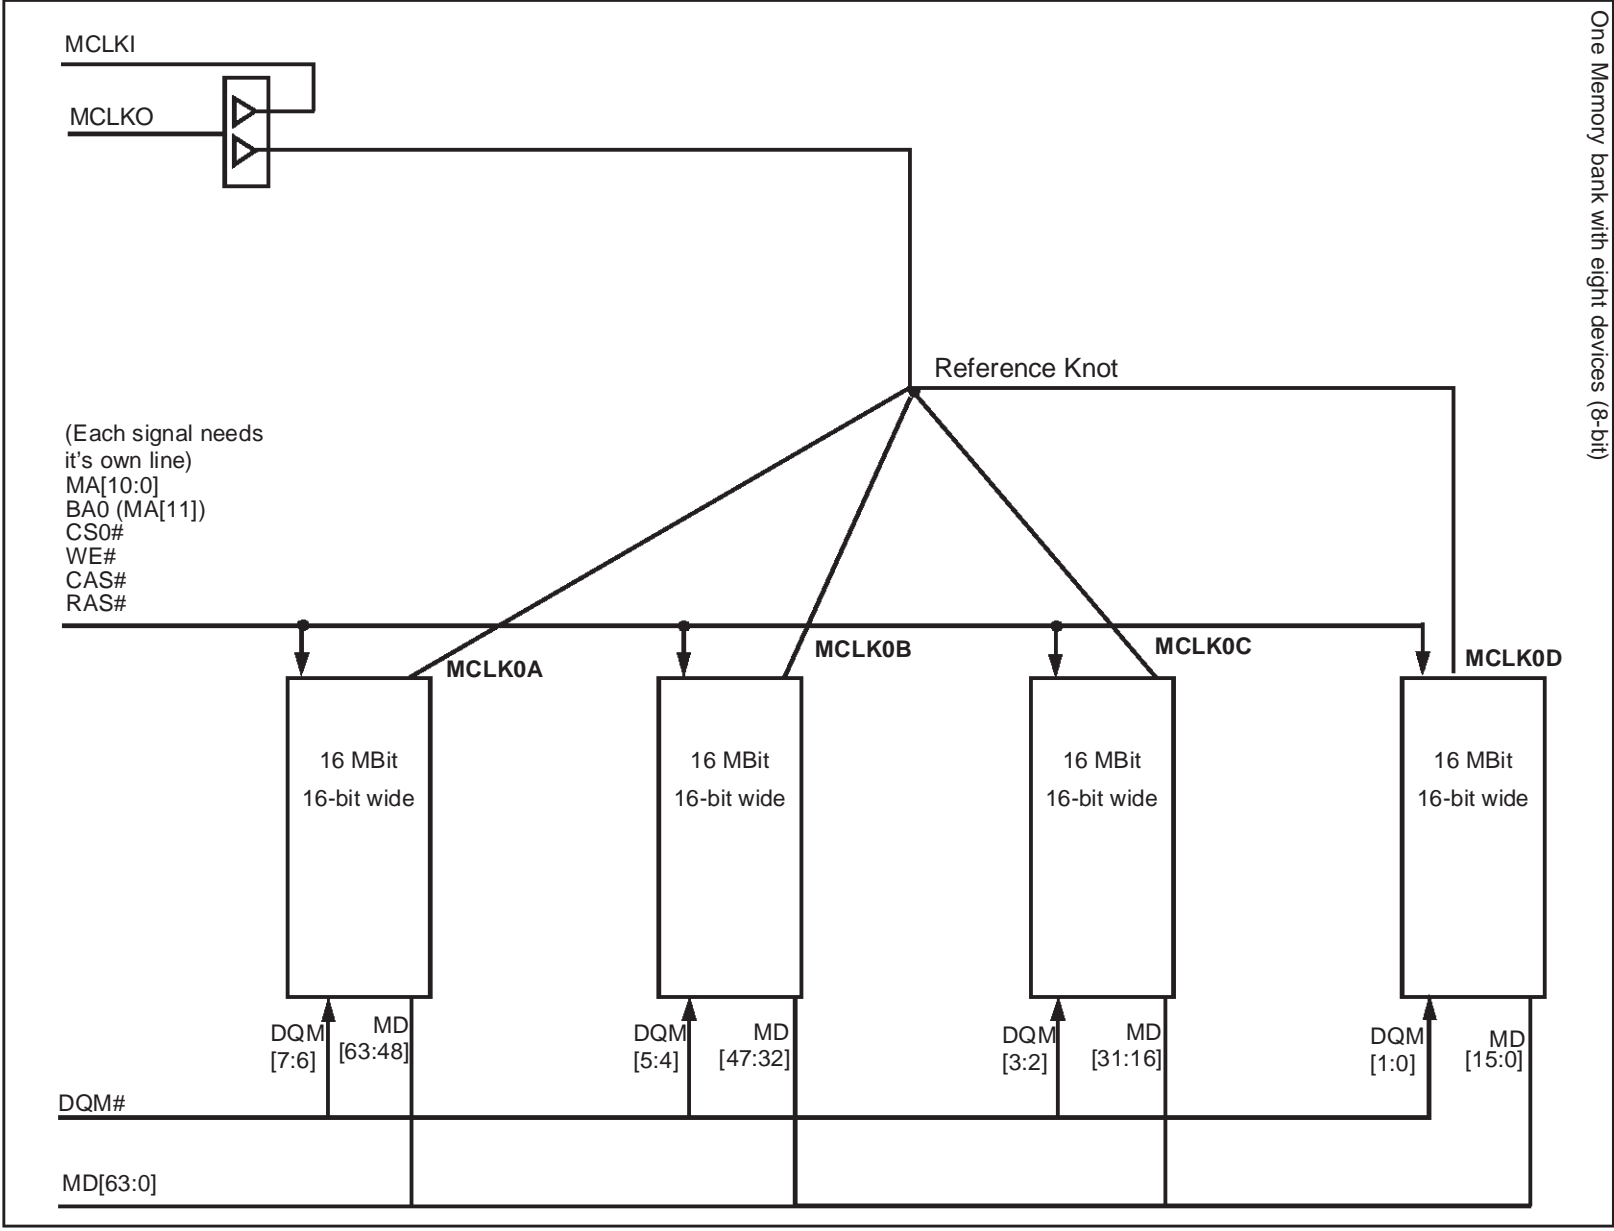 MCLKI
MCLKO
One Memory bank with eight devices (8-bit)
Reference Knot
(Each signal needs
it's own line)
MA[10:0]
BA0 (MA[11])
CS0#
WE#
CAS#
RAS#
MCLK0A
MCLK0B
MCLK0C
MCLK0D
16 MBit
16-bit wide
16 MBit
16-bit wide
16 MBit
16-bit wide
16 MBit
16-bit wide
DQM
[7:6]
MD
[63:48]
DQM
[5:4]
MD
[47:32]
DQM
[3:2]
MD
[31:16]
DQM
[1:0]
MD
[15:0]
DQM#
MD[63:0]